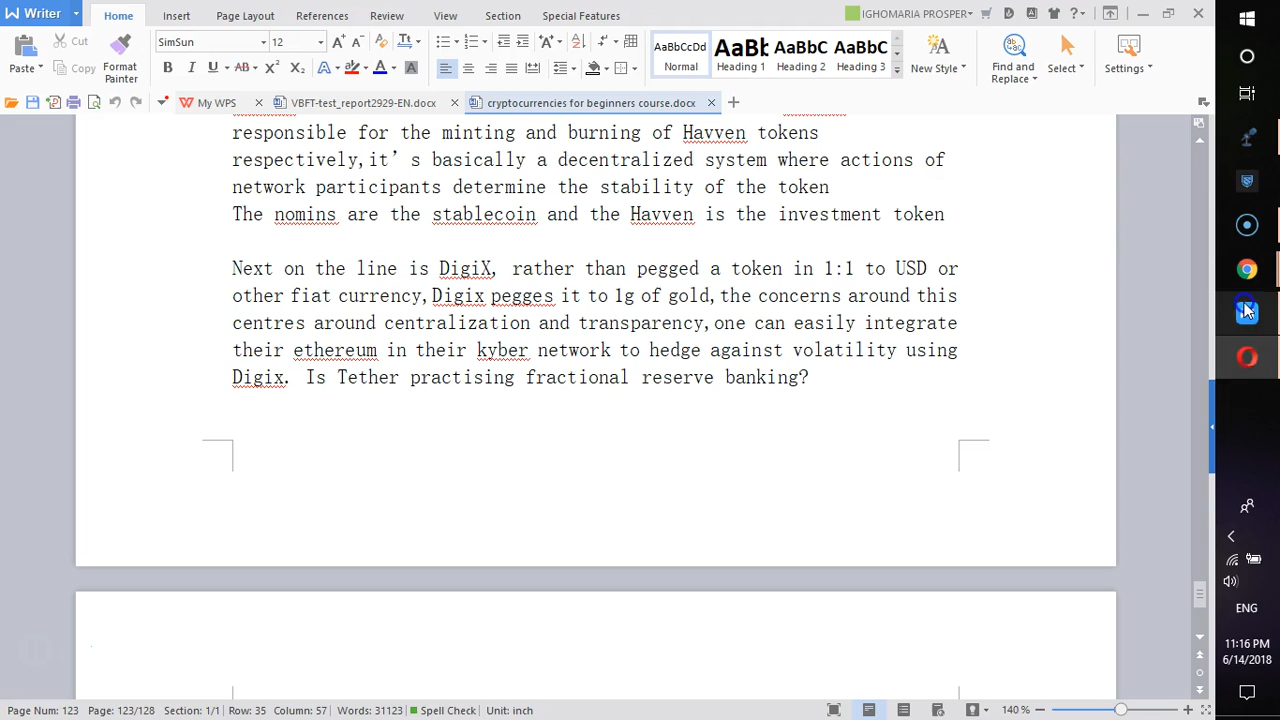 Writer
Home
Insert
Page Layout
References
Review
View
Section
Special Features
IGHOMARIA PROSPER
Paste
Cut
Copy
Format Painter
SimSun
12
AaBbCcDd
Normal
AaBb
Heading 1
AaBbC
Heading 2
AaBbC
Heading 3
New Style
Find and Replace
Select
Settings
My WPS
VBFT-test_report2929-EN.docx
cryptocurrencies for beginners course.docx
responsible for the minting and burning of Havven tokens
respectively,it’s basically a decentralized system where actions of
network participants determine the stability of the token
The nomins are the stablecoin and the Havven is the investment token
Next on the line is DigiX, rather than pegged a token in 1:1 to USD or
other fiat currency,Digix pegges it to 1g of gold,the concerns around this
centres around centralization and transparency,one can easily integrate
their ethereum in their kyber network to hedge against volatility using
Digix. Is Tether practising fractional reserve banking?
ENG
11:16 PM
6/14/2018
Page Num: 123 Page: 123/128 Section: 1/1 Row: 35 Column: 57 Words: 31123 Spell Check Unit: inch
140 %